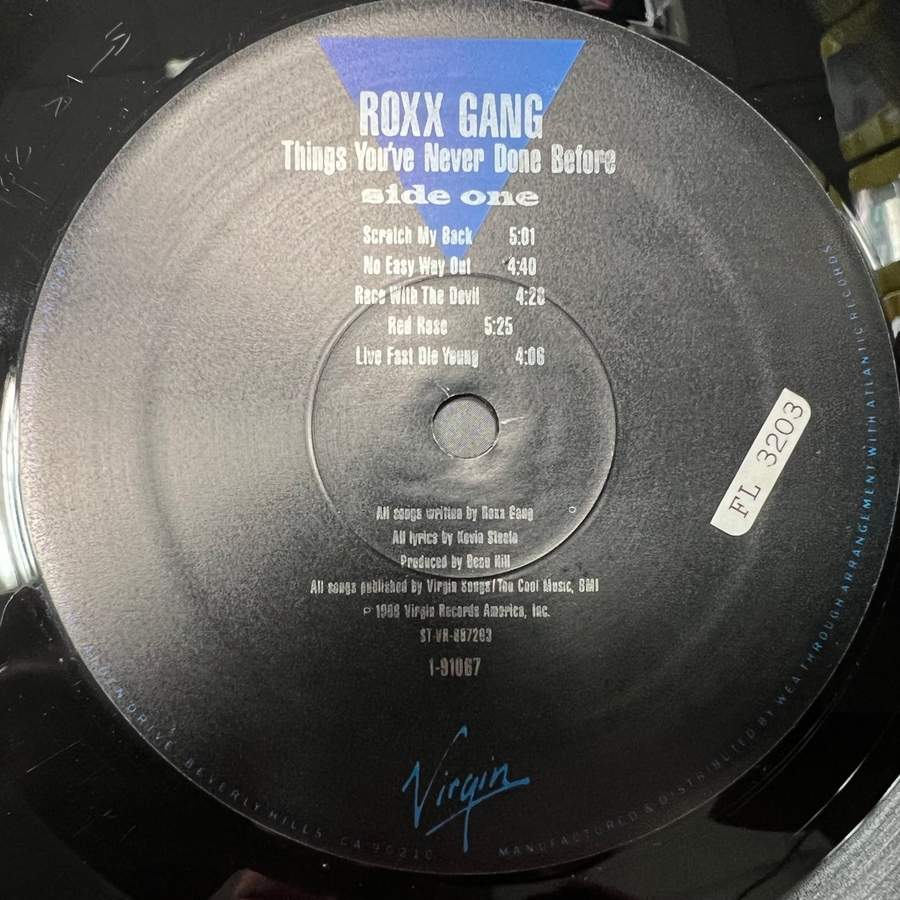 ROXX GANG
Things You've Never Done Before
side one
Scratch My Back 5:01
No Easy Way Out 4:40
Race With The Devil 4:28
Red Rose 5:25
Live Fast Die Young 4:06
FL 3203
All songs written by Roxx Gang
All lyrics by Kevin Steele
Produced by Beau Hill
All songs published by Virgin Songs/Too Cool Music, BMI
℗ 1988 Virgin Records America, Inc.
ST-VR-887263
1-91067
Virgin
DRIVE, BEVERLY HILLS, CA 90210
MANUFACTURED & DISTRIBUTED BY WEA THROUGH ARRANGEMENT WITH ATLANTIC RECORDS